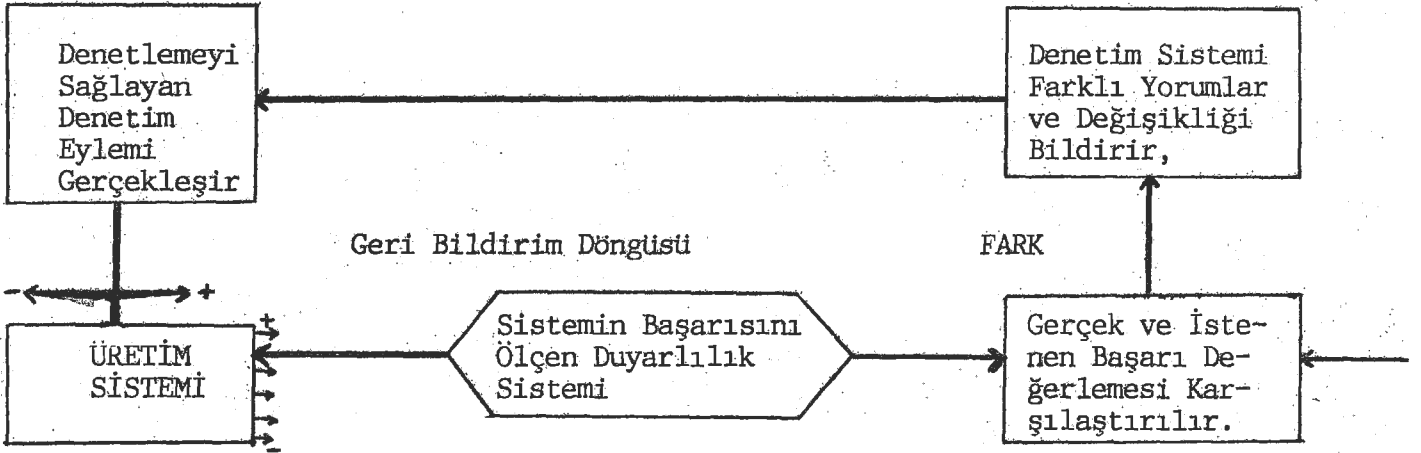 Denetlemeyi
Sağlayan
Denetim
Eylemi
Gerçekleşir
Denetim Sistemi
Farklı Yorumlar
ve Değişikliği
Bildirir,
Geri Bildirim Döngüsü
FARK
- +
ÜRETİM
SİSTEMİ
+
-
Sistemin Başarısını
Ölçen Duyarlılık
Sistemi
Gerçek ve İste-
nen Başarı De-
ğerlemesi Kar-
şılaştırılır.